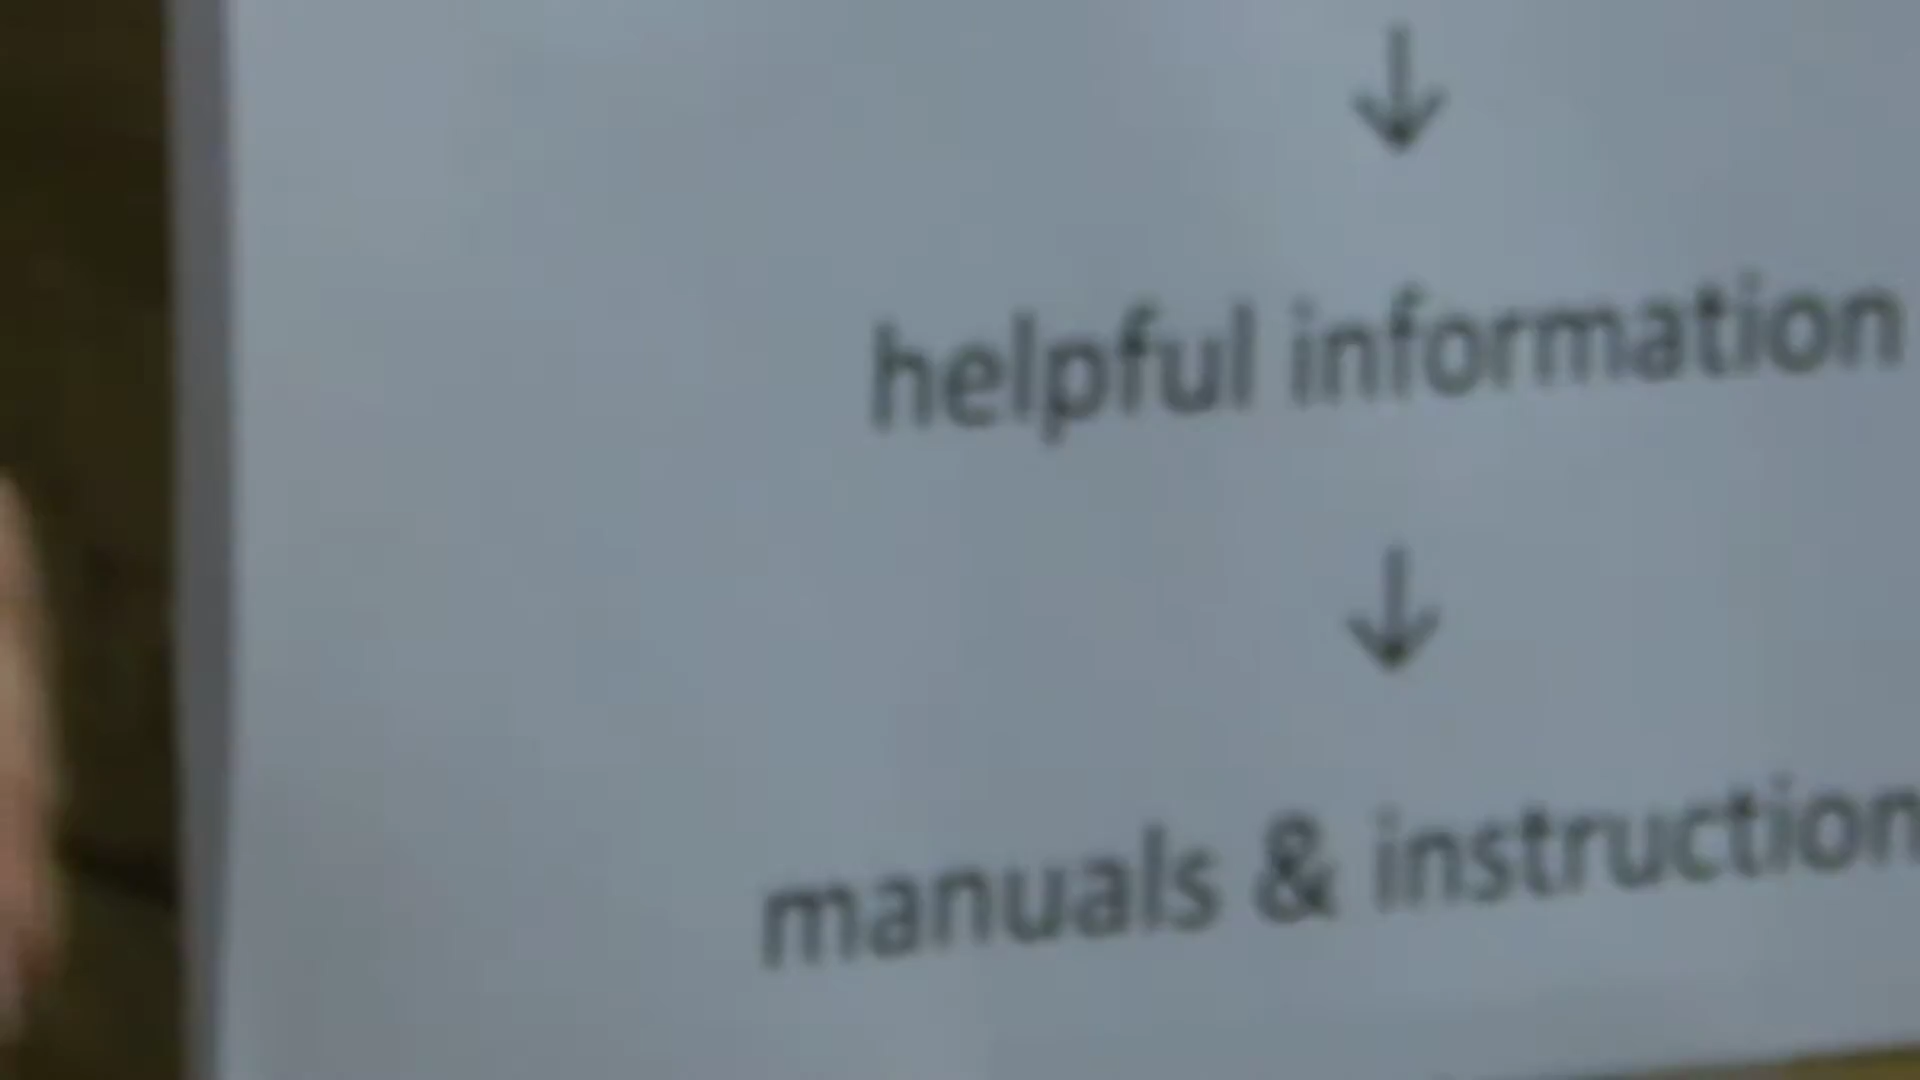 ↓
helpful information
↓
manuals & instruction